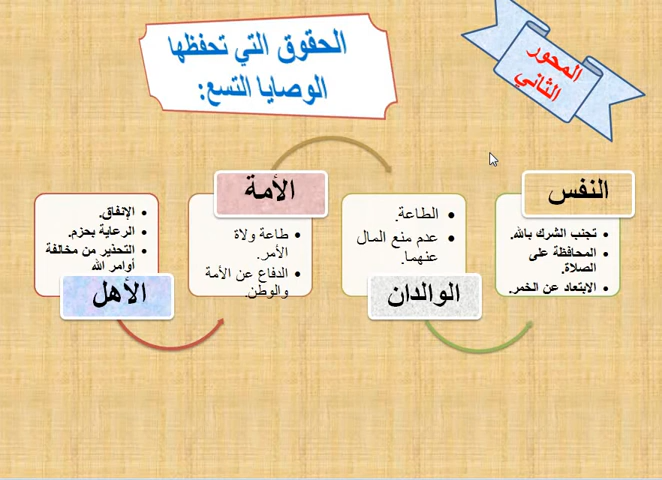 المحور
الثاني
الحقوق التي تحفظها
الوصايا التسع:
النفس
• تجنب الشرك بالله.
• المحافظة على
الصلاة.
• الابتعاد عن الخمر.
• الطاعة.
• عدم منع المال
عنهما.
الوالدان
الأمة
• طاعة ولاة
الأمر.
• الدفاع عن الأمة
والوطن.
• الإنفاق.
• الرعاية بحزم.
• التحذير من مخالفة
أوامر الله
الأهل